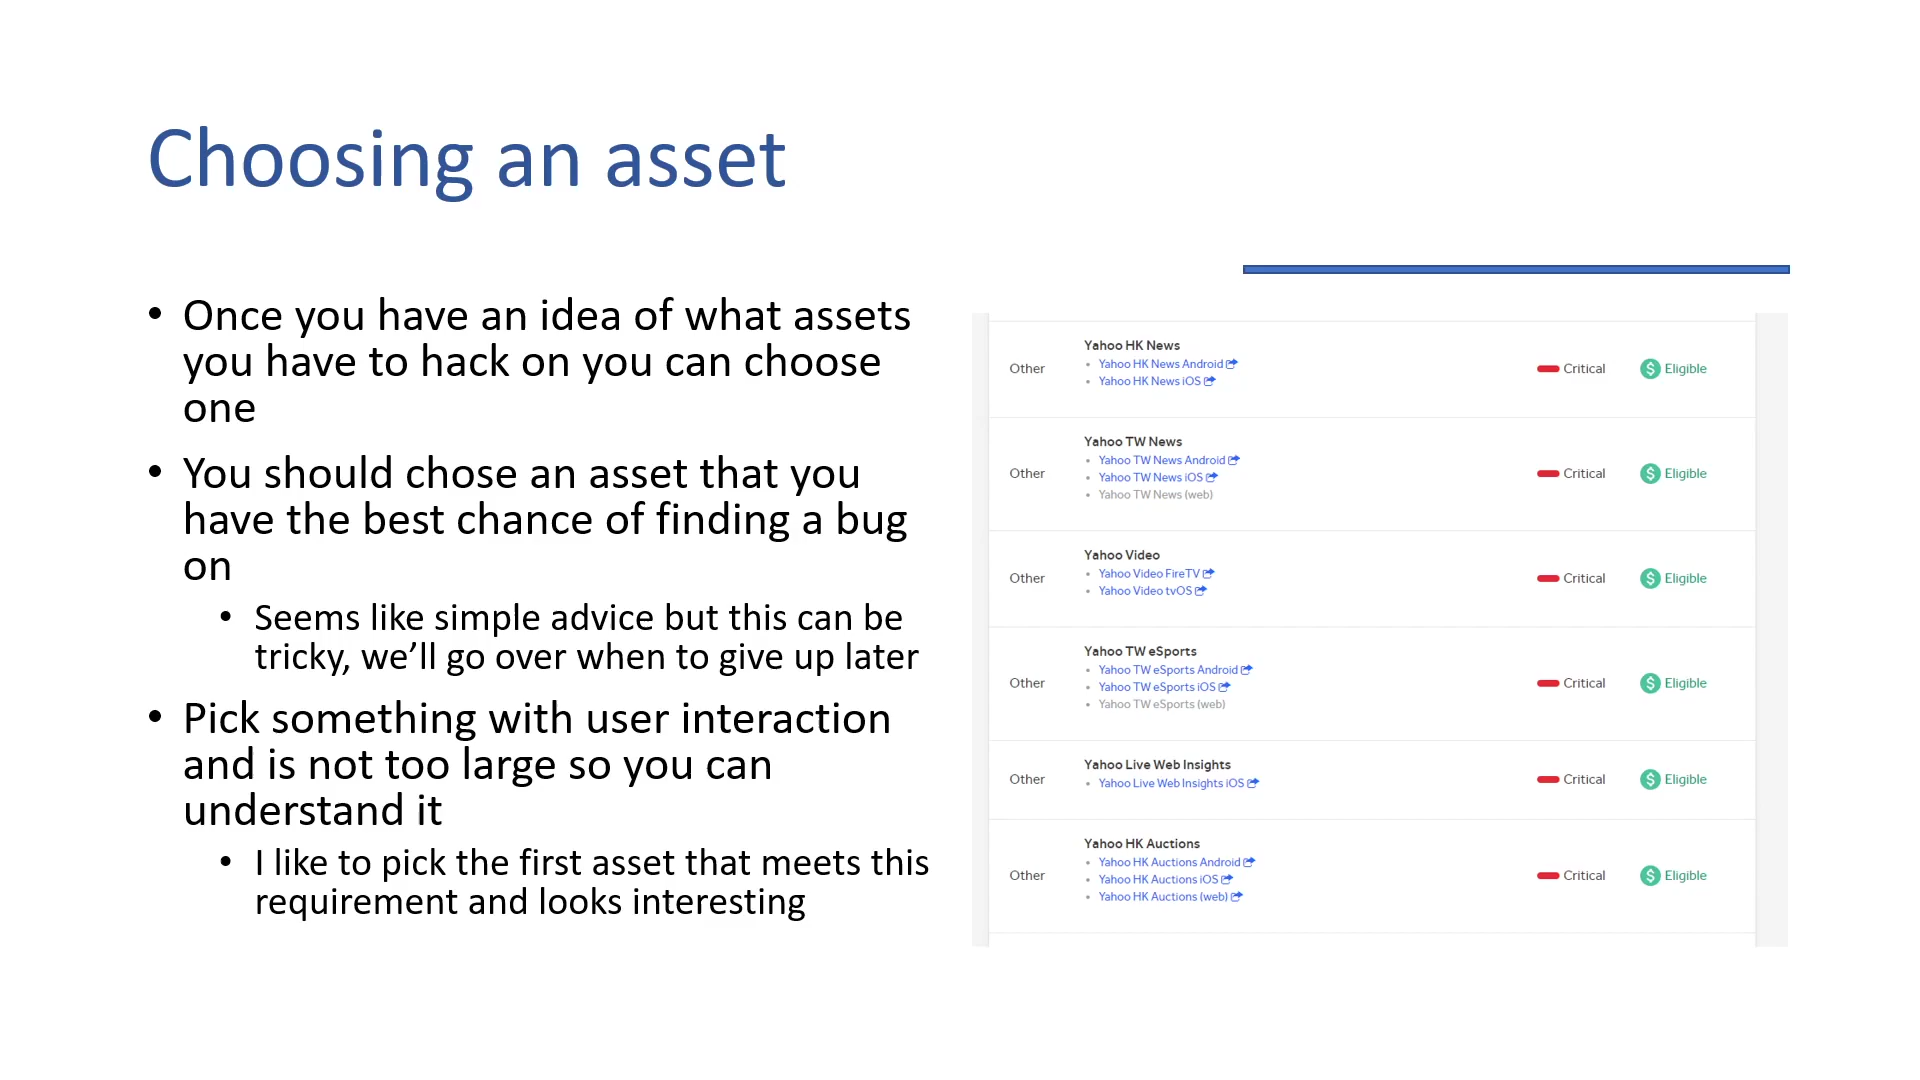 Choosing an asset
• Once you have an idea of what assets
you have to hack on you can choose
one
• You should chose an asset that you
have the best chance of finding a bug
on
• Seems like simple advice but this can be
tricky, we’ll go over when to give up later
• Pick something with user interaction
and is not too large so you can
understand it
• I like to pick the first asset that meets this
requirement and looks interesting
Other
Yahoo HK News
• Yahoo HK News Android
• Yahoo HK News iOS
Critical
$ Eligible
Other
Yahoo TW News
• Yahoo TW News Android
• Yahoo TW News iOS
• Yahoo TW News (web)
Critical
$ Eligible
Other
Yahoo Video
• Yahoo Video FireTV
• Yahoo Video tvOS
Critical
$ Eligible
Other
Yahoo TW eSports
• Yahoo TW eSports Android
• Yahoo TW eSports iOS
• Yahoo TW eSports (web)
Critical
$ Eligible
Other
Yahoo Live Web Insights
• Yahoo Live Web Insights iOS
Critical
$ Eligible
Other
Yahoo HK Auctions
• Yahoo HK Auctions Android
• Yahoo HK Auctions iOS
• Yahoo HK Auctions (web)
Critical
$ Eligible